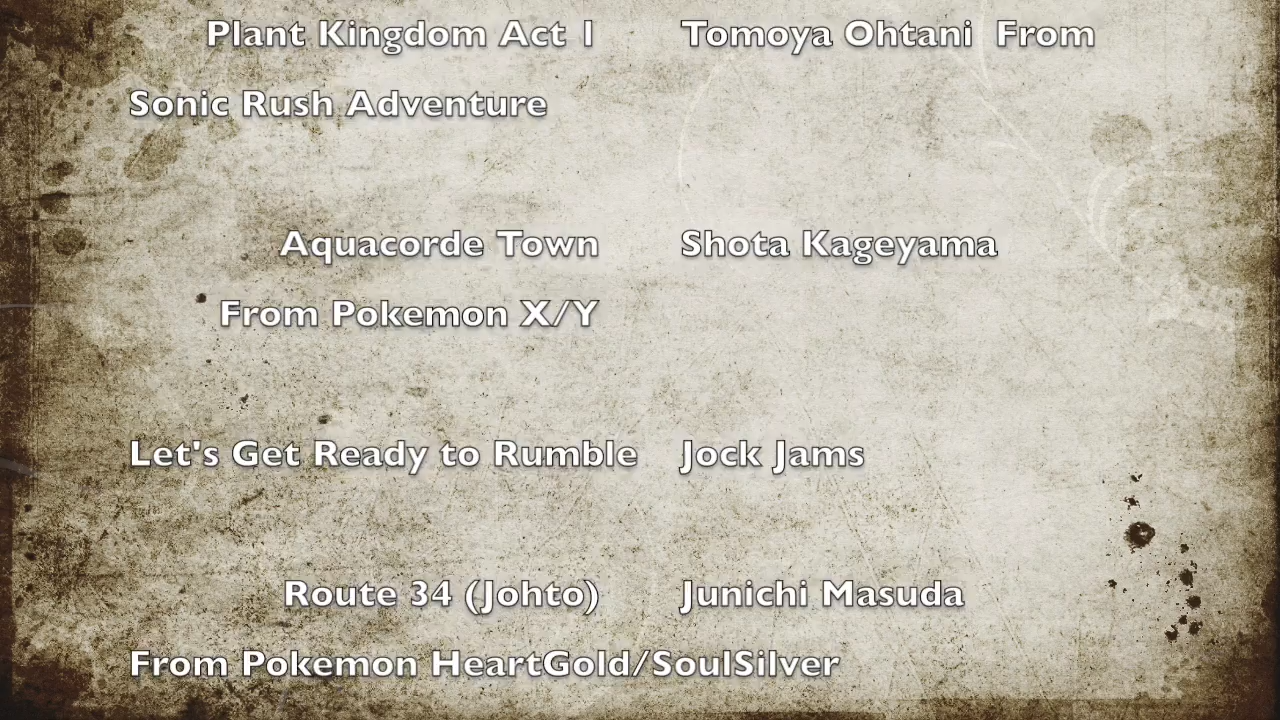 Plant Kingdom Act 1 Tomoya Ohtani From
Sonic Rush Adventure
Aquacorde Town Shota Kageyama
From Pokemon X/Y
Let's Get Ready to Rumble Jock Jams
Route 34 (Johto) Junichi Masuda
From Pokemon HeartGold/SoulSilver